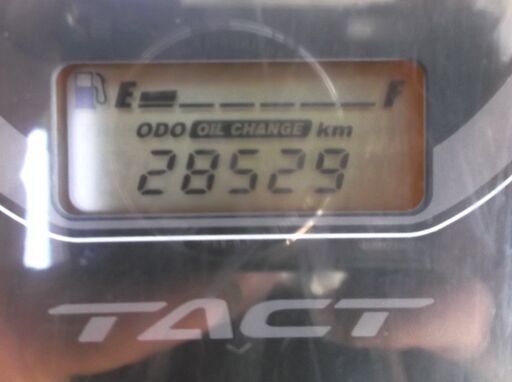 E F
ODO OIL CHANGE km
28529
TACT